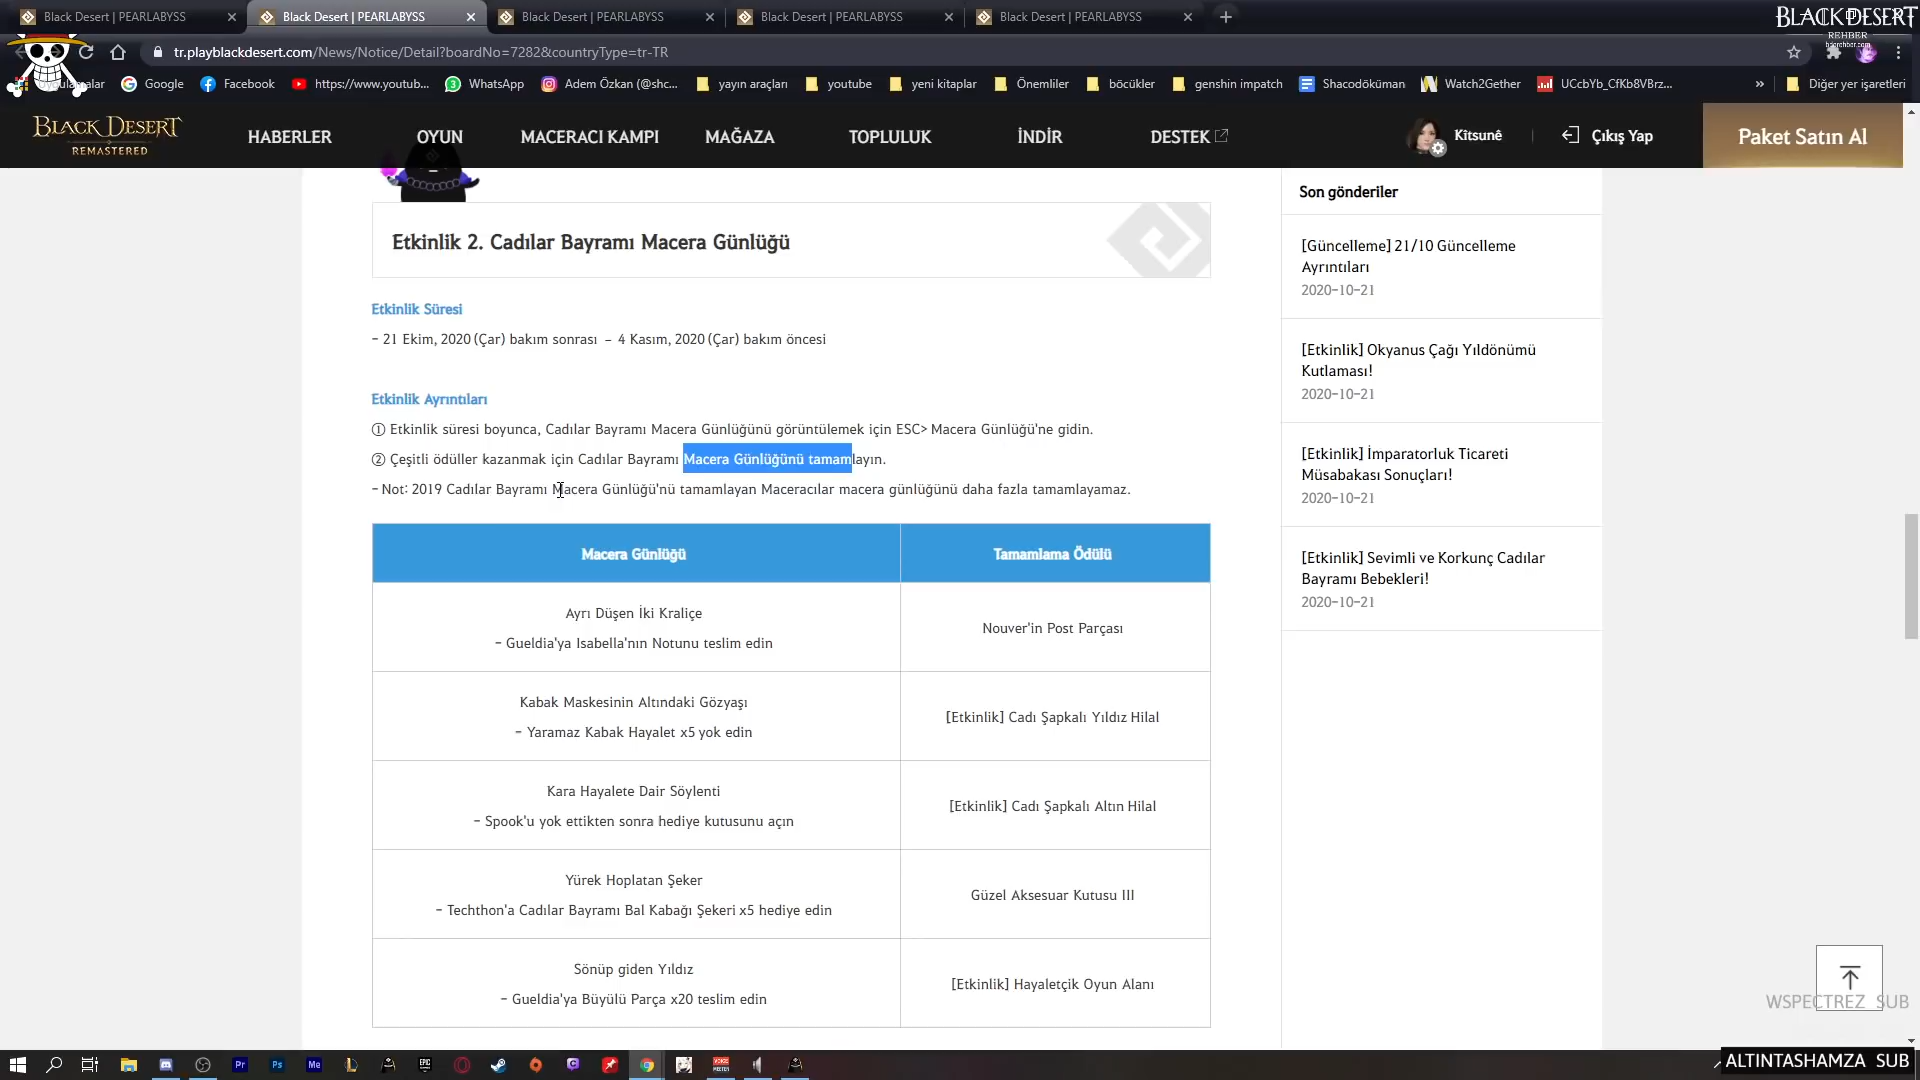 Black Desert | PEARLABYSS
Black Desert | PEARLABYSS
Black Desert | PEARLABYSS
Black Desert | PEARLABYSS
Black Desert | PEARLABYSS
BLACK DESERT
REHBER
tr.playblackdesert.com/News/Notice/Detail?boardNo=7282&countryType=tr-TR
Google
Facebook
https://www.youtub...
WhatsApp
Adem Özkan (@shc...
yayın araçları
youtube
yeni kitaplar
Önemliler
böcükler
genshin impatch
Shacodöküman
Watch2Gether
UCcbYb_CfKb8VBrz...
»
Diğer yer işaretleri
BLACK DESERT
REMASTERED
HABERLER
OYUN
MACERACI KAMPI
MAĞAZA
TOPLULUK
İNDİR
DESTEK
Kitsunê
Çıkış Yap
Paket Satın Al
Etkinlik 2. Cadılar Bayramı Macera Günlüğü
Etkinlik Süresi
- 21 Ekim, 2020 (Çar) bakım sonrası – 4 Kasım, 2020 (Çar) bakım öncesi
Etkinlik Ayrıntıları
① Etkinlik süresi boyunca, Cadılar Bayramı Macera Günlüğünü görüntülemek için ESC> Macera Günlüğü'ne gidin.
② Çeşitli ödüller kazanmak için Cadılar Bayramı Macera Günlüğünü tamamlayın.
- Not: 2019 Cadılar Bayramı Macera Günlüğü'nü tamamlayan Maceracılar macera günlüğünü daha fazla tamamlayamaz.
Macera Günlüğü
Tamamlama Ödülü
Ayrı Düşen İki Kraliçe
- Gueldia'ya Isabella'nın Notunu teslim edin
Nouver'in Post Parçası
Kabak Maskesinin Altındaki Gözyaşı
- Yaramaz Kabak Hayalet x5 yok edin
[Etkinlik] Cadı Şapkalı Yıldız Hilal
Kara Hayalete Dair Söylenti
- Spook'u yok ettikten sonra hediye kutusunu açın
[Etkinlik] Cadı Şapkalı Altın Hilal
Yürek Hoplatan Şeker
- Techthon'a Cadılar Bayramı Bal Kabağı Şekeri x5 hediye edin
Güzel Aksesuar Kutusu III
Sönüp giden Yıldız
- Gueldia'ya Büyülü Parça x20 teslim edin
[Etkinlik] Hayaletçik Oyun Alanı
Son gönderiler
[Güncelleme] 21/10 Güncelleme
Ayrıntıları
2020-10-21
[Etkinlik] Okyanus Çağı Yıldönümü
Kutlaması!
2020-10-21
[Etkinlik] İmparatorluk Ticareti
Müsabakası Sonuçları!
2020-10-21
[Etkinlik] Sevimli ve Korkunç Cadılar
Bayramı Bebekleri!
2020-10-21
WSPECTREZ SUB
Pr
Ps
Me
EPIC
ALTINTASHAMZA SUB